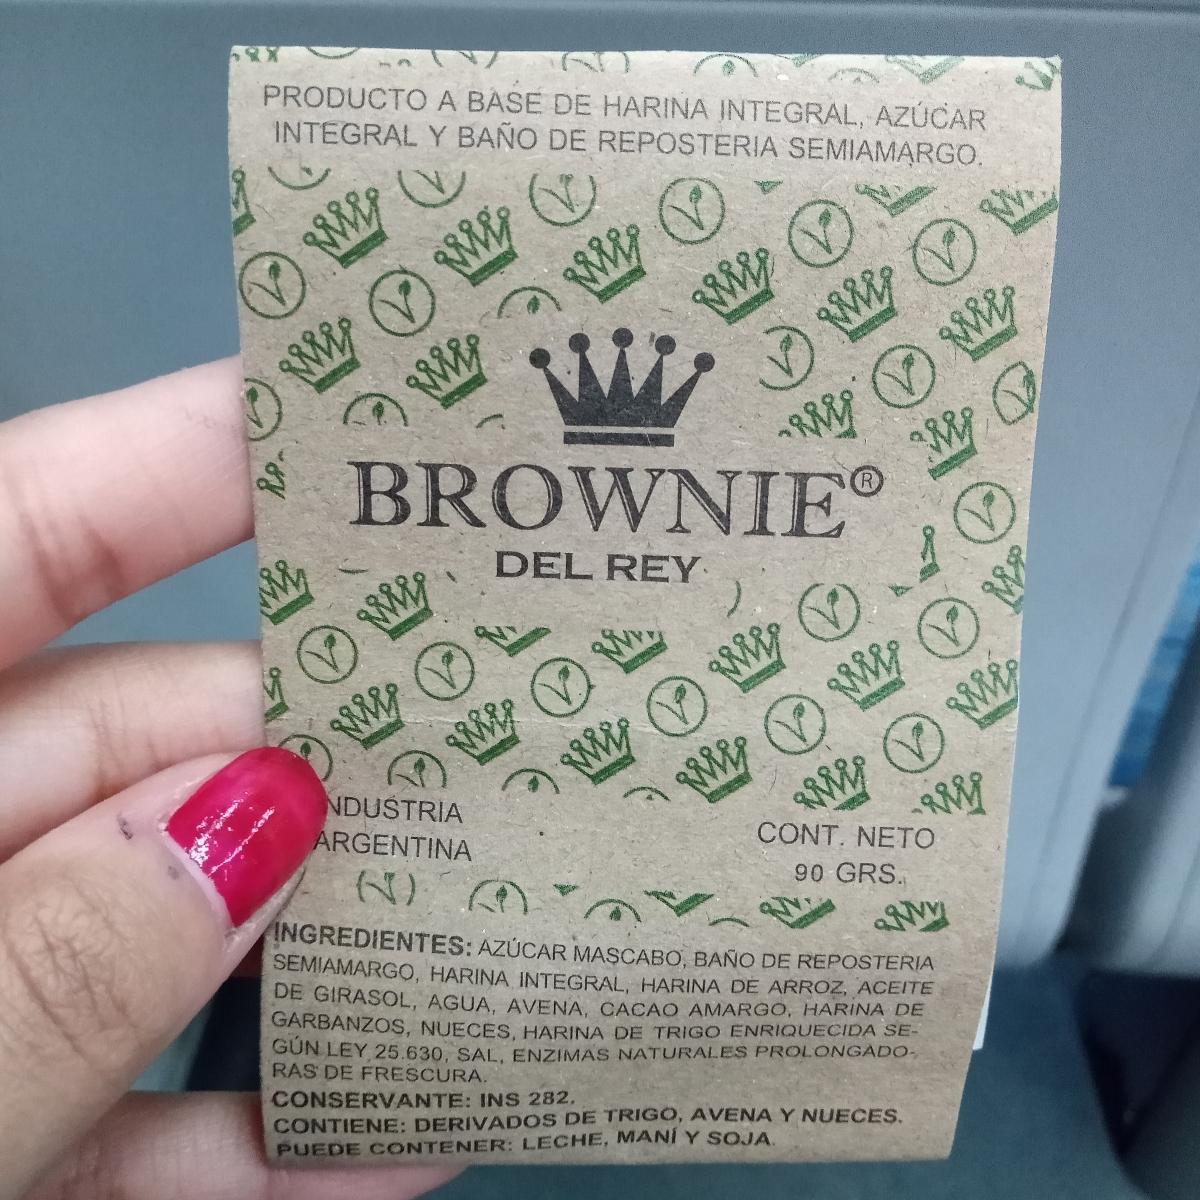 PRODUCTO A BASE DE HARINA INTEGRAL, AZÚCAR
INTEGRAL Y BAÑO DE REPOSTERIA SEMIAMARGO.
BROWNIE®
DEL REY
NDUSTRIA
ARGENTINA
CONT. NETO
90 GRS.
INGREDIENTES: AZÚCAR MASCABO, BAÑO DE REPOSTERIA
SEMIAMARGO, HARINA INTEGRAL, HARINA DE ARROZ, ACEITE
DE GIRASOL, AGUA, AVENA, CACAO AMARGO, HARINA DE
GARBANZOS, NUECES, HARINA DE TRIGO ENRIQUECIDA SE-
GÚN LEY 25.630, SAL, ENZIMAS NATURALES PROLONGADO-
RAS DE FRESCURA.
CONSERVANTE: INS 282.
CONTIENE: DERIVADOS DE TRIGO, AVENA Y NUECES.
PUEDE CONTENER: LECHE, MANÍ Y SOJA.